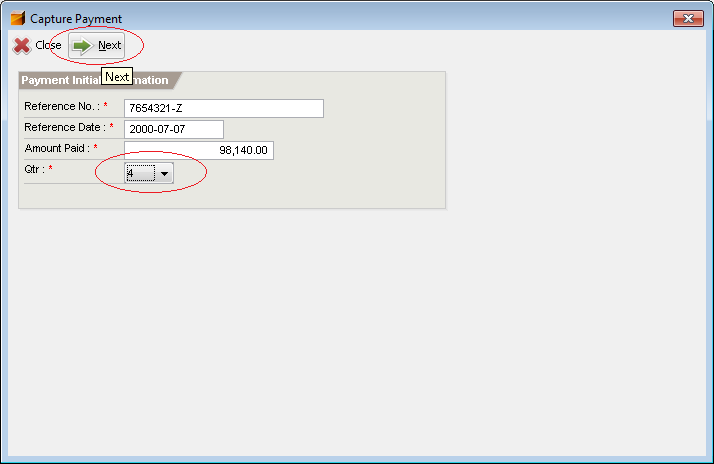 Capture Payment
Close Next
Next
Payment Initial rmation
Reference No. : * 7654321-Z
Reference Date : * 2000-07-07
Amount Paid : * 98,140.00
Qtr : * 4